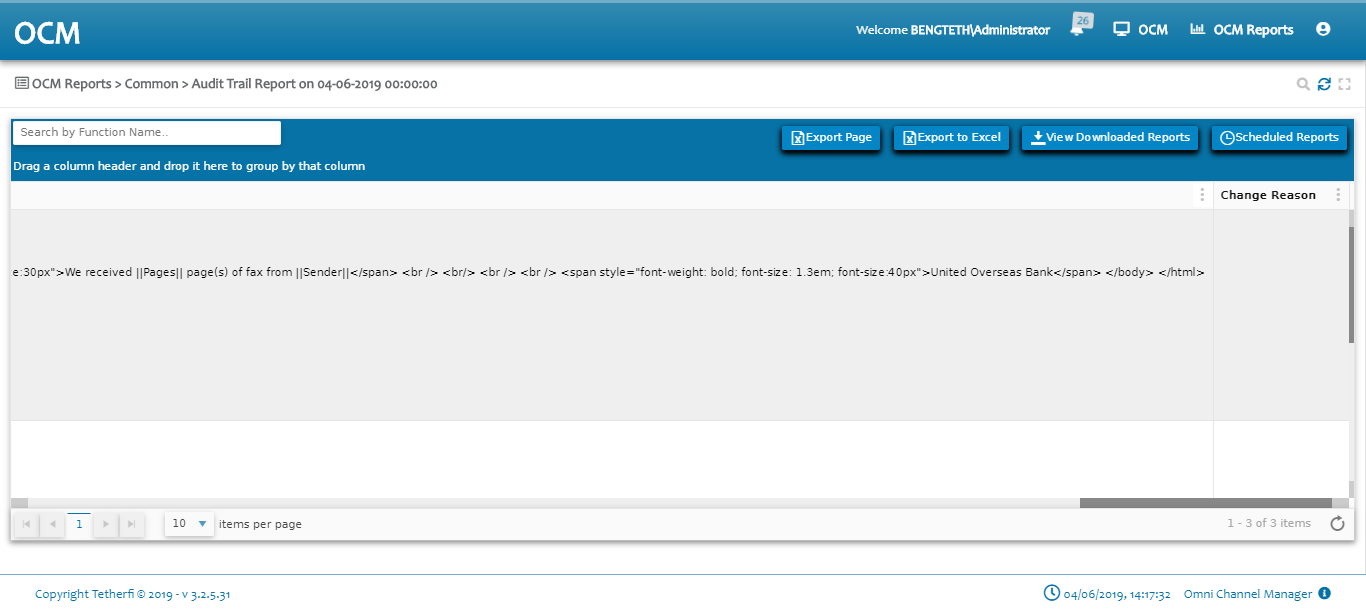 OCM
Welcome BENGTETH\Administrator
26
OCM
OCM Reports
OCM Reports > Common > Audit Trail Report on 04-06-2019 00:00:00
Search by Function Name..
Export Page
Export to Excel
View Downloaded Reports
Scheduled Reports
Drag a column header and drop it here to group by that column
Change Reason
e:30px">We received ||Pages|| page(s) of fax from ||Sender||</span> <br /> <br/> <br /> <br /> <span style="font-weight: bold; font-size: 1.3em; font-size:40px">United Overseas Bank</span> </body> </html>
1
10
items per page
1 - 3 of 3 items
Copyright Tetherfi © 2019 - v 3.2.5.31
04/06/2019, 14:17:32
Omni Channel Manager